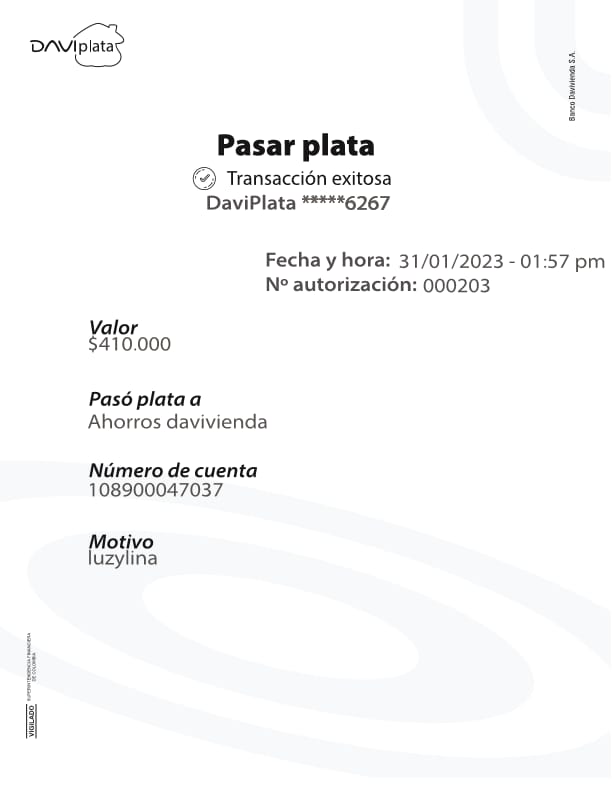 DAVIplata
Banco Davivienda S.A.
Pasar plata
Transacción exitosa
DaviPlata *****6267
Fecha y hora: 31/01/2023 - 01:57 pm
Nº autorización: 000203
Valor
$410.000
Pasó plata a
Ahorros davivienda
Número de cuenta
108900047037
Motivo
luzylina
VIGILADO SUPERINTENDENCIA FINANCIERA
DE COLOMBIA